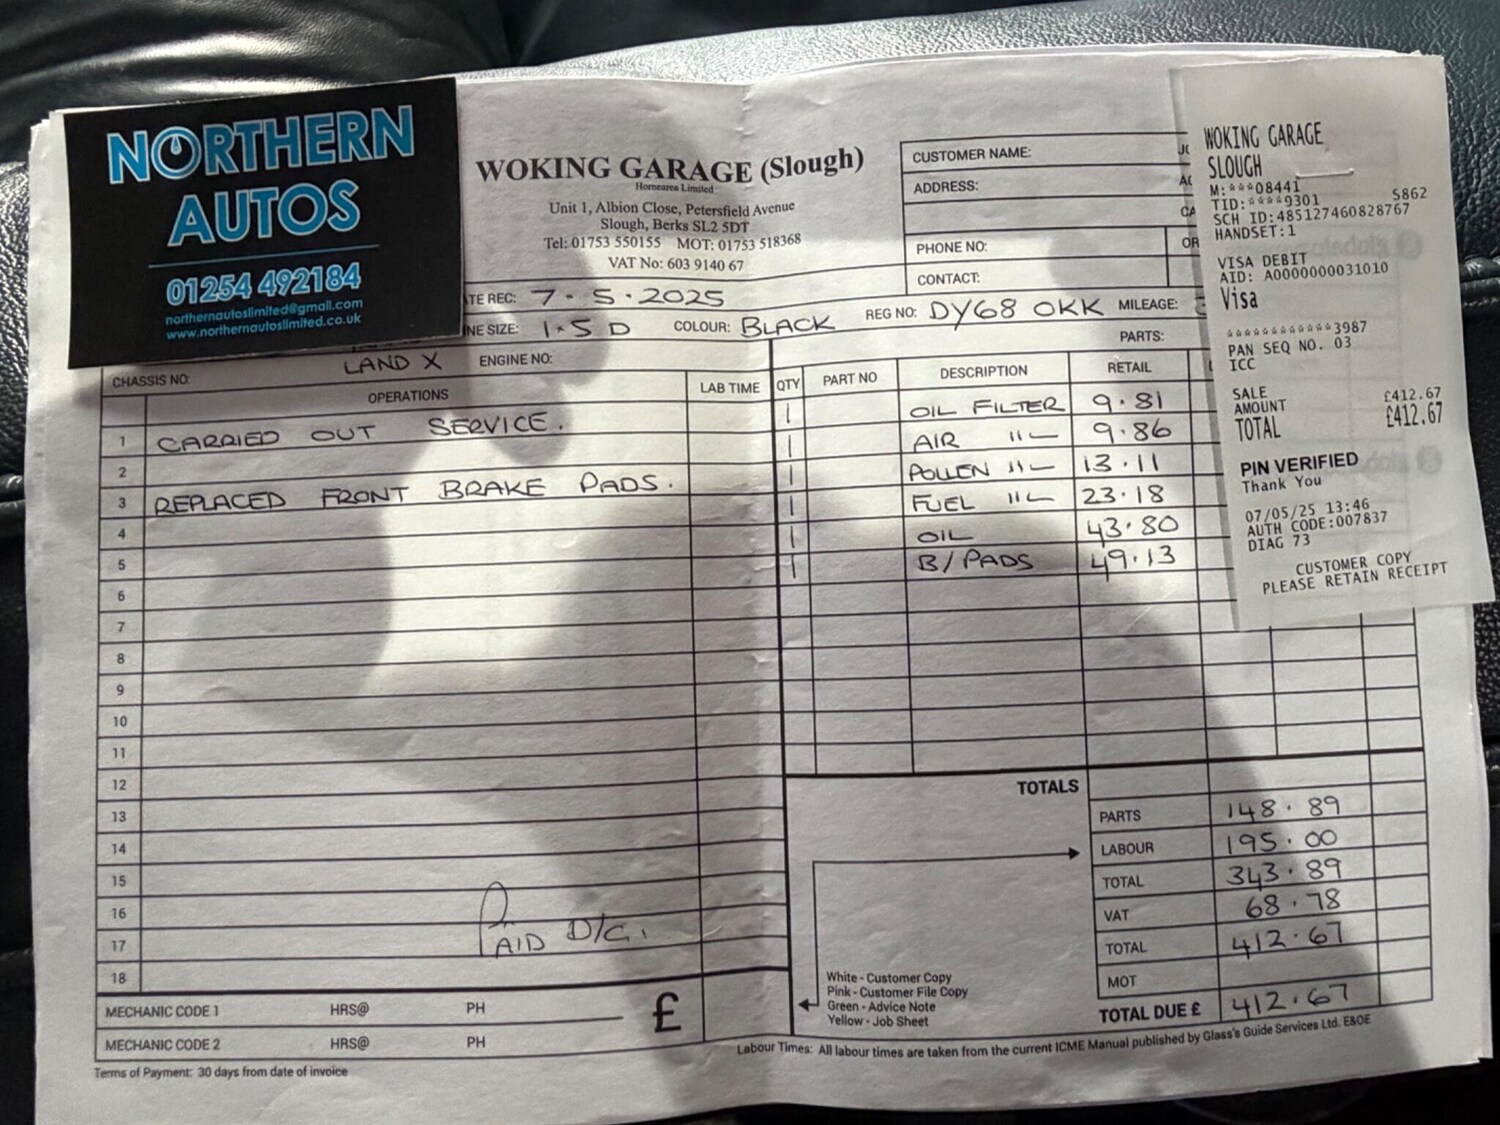 NORTHERN
AUTOS
01254 492184
northernautoslimited@gmail.com
www.northernautoslimited.co.uk
WOKING GARAGE (Slough)
Hornearea Limited
Unit 1, Albion Close, Petersfield Avenue
Slough, Berks SL2 5DT
Tel: 01753 550155 MOT: 01753 518368
VAT No: 603 9140 67
CUSTOMER NAME:
ADDRESS:
PHONE NO:
CONTACT:
TE REC: 7-5.2025
NE SIZE: 1.5 D COLOUR: BLACK REG NO: DY68 OKK MILEAGE:
CHASSIS NO: LAND X ENGINE NO: PARTS:
OPERATIONS LAB TIME QTY PART NO DESCRIPTION RETAIL
1 CARRIED OUT SERVICE. 1 OIL FILTER 9.81
2 1 AIR 11 9.86
3 REPLACED FRONT BRAKE PADS. 1 POLLEN 11 13.11
4 1 FUEL 11 23.18
5 1 OIL 43.80
6 1 B/PADS 49.13
7
8
9
10
11
12
13
14
15
16
17 PAID D/C.
18
TOTALS
PARTS 148.89
LABOUR 195.00
TOTAL 343.89
VAT 68.78
TOTAL 412.67
MOT
TOTAL DUE £ 412.67
White - Customer Copy
Pink - Customer File Copy
Green - Advice Note
Yellow - Job Sheet
MECHANIC CODE 1 HRS@ PH £
MECHANIC CODE 2 HRS@ PH
Terms of Payment: 30 days from date of invoice
Labour Times: All labour times are taken from the current ICME Manual published by Glass's Guide Services Ltd. E&OE
WOKING GARAGE
SLOUGH
M:***08441
TID:****9301 S862
SCH ID:485127460828767
HANDSET:1
VISA DEBIT
AID: A0000000031010
Visa
************3987
PAN SEQ NO. 03
ICC
SALE
AMOUNT £412.67
TOTAL £412.67
PIN VERIFIED
Thank You
07/05/25 13:46
AUTH CODE:007837
DIAG 73
CUSTOMER COPY
PLEASE RETAIN RECEIPT